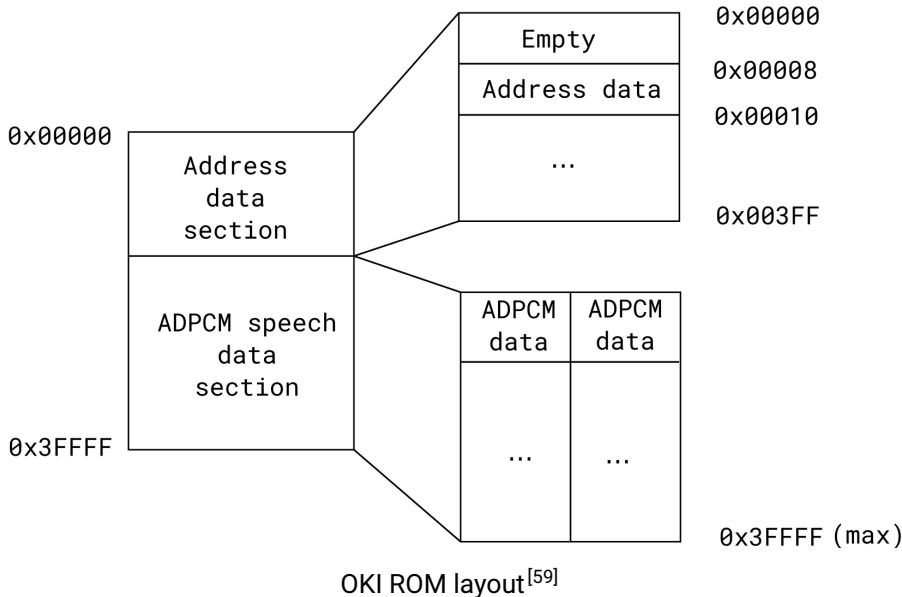 0x00000
Empty
0x00008
Address data
0x00010
...
0x003FF
0x00000
Address
data
section
ADPCM speech
data
section
0x3FFFF
ADPCM
data
ADPCM
data
...
...
0x3FFFF (max)
OKI ROM layout[59]